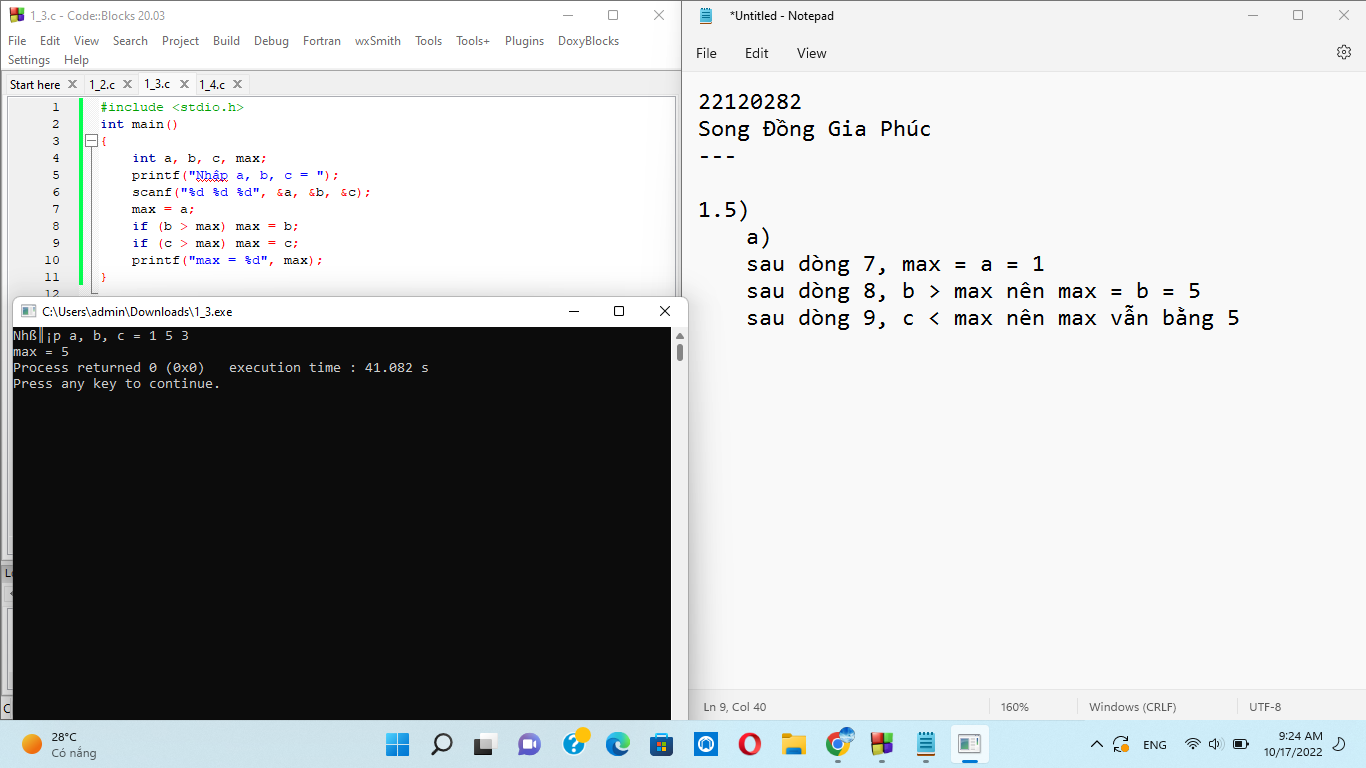 1_3.c - Code::Blocks 20.03
File Edit View Search Project Build Debug Fortran wxSmith Tools Tools+ Plugins DoxyBlocks
Settings Help
Start here 1_2.c 1_3.c 1_4.c
1 #include <stdio.h>
2 int main()
3 {
4 int a, b, c, max;
5 printf("Nhập a, b, c = ");
6 scanf("%d %d %d", &a, &b, &c);
7 max = a;
8 if (b > max) max = b;
9 if (c > max) max = c;
10 printf("max = %d", max);
11 }
12
C:\Users\admin\Downloads\1_3.exe
Nhß║¡p a, b, c = 1 5 3
max = 5
Process returned 0 (0x0)   execution time : 41.082 s
Press any key to continue.
*Untitled - Notepad
File Edit View
22120282
Song Đồng Gia Phúc
---
1.5)
a)
sau dòng 7, max = a = 1
sau dòng 8, b > max nên max = b = 5
sau dòng 9, c < max nên max vẫn bằng 5
Ln 9, Col 40 160% Windows (CRLF) UTF-8
28°C
Có nắng
ENG
9:24 AM
10/17/2022